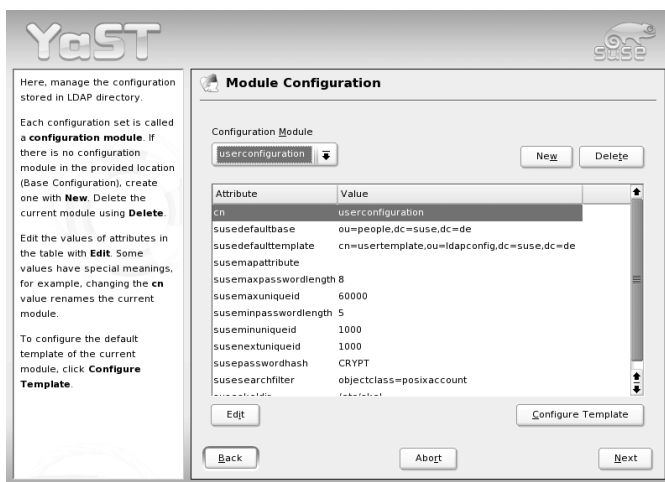 YaST
SUSE
Here, manage the configuration
stored in LDAP directory.
Each configuration set is called
a configuration module. If
there is no configuration
module in the provided location
(Base Configuration), create
one with New. Delete the
current module using Delete.
Edit the values of attributes in
the table with Edit. Some
values have special meanings,
for example, changing the cn
value renames the current
module.
To configure the default
template of the current
module, click Configure
Template.
Module Configuration
Configuration Module
userconfiguration
New
Delete
Attribute Value
cn userconfiguration
susedefaultbase ou=people,dc=suse,dc=de
susedefaulttemplate cn=usertemplate,ou=ldapconfig,dc=suse,dc=de
susemapattribute
susemaxpasswordlength 8
susemaxuniqueid 60000
suseminpasswordlength 5
suseminuniqueid 1000
susenextuniqueid 1000
susepasswordhash CRYPT
susesearchfilter objectclass=posixaccount
Edit
Configure Template
Back
Abort
Next